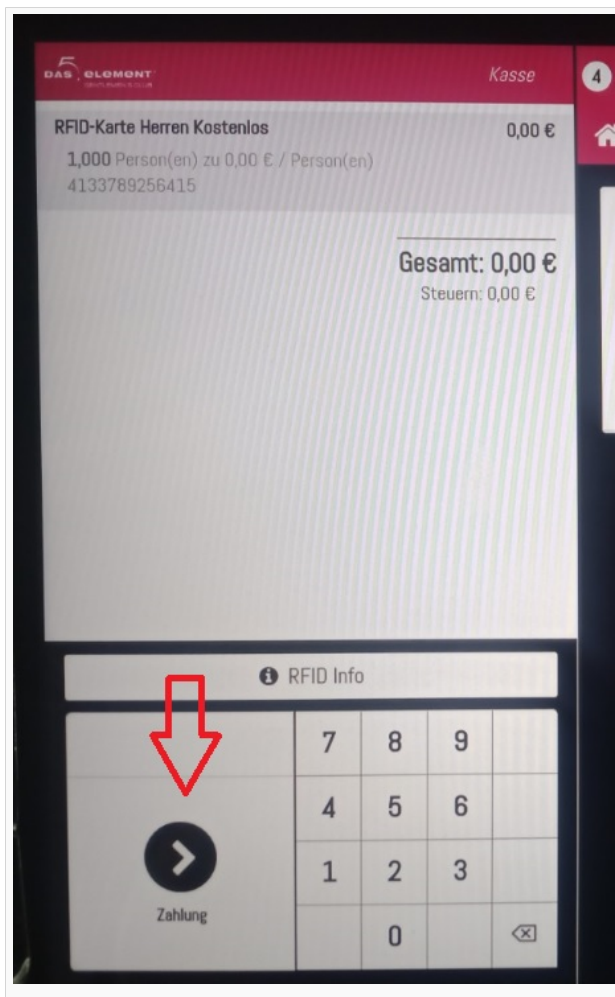 DAS 5 ELEMENT
Kasse
4
RFID-Karte Herren Kostenlos 0,00 €
1,000 Person(en) zu 0,00 € / Person(en)
4133789256415
Gesamt: 0,00 €
Steuern: 0,00 €
RFID Info
7 8 9
4 5 6
1 2 3
0
Zahlung